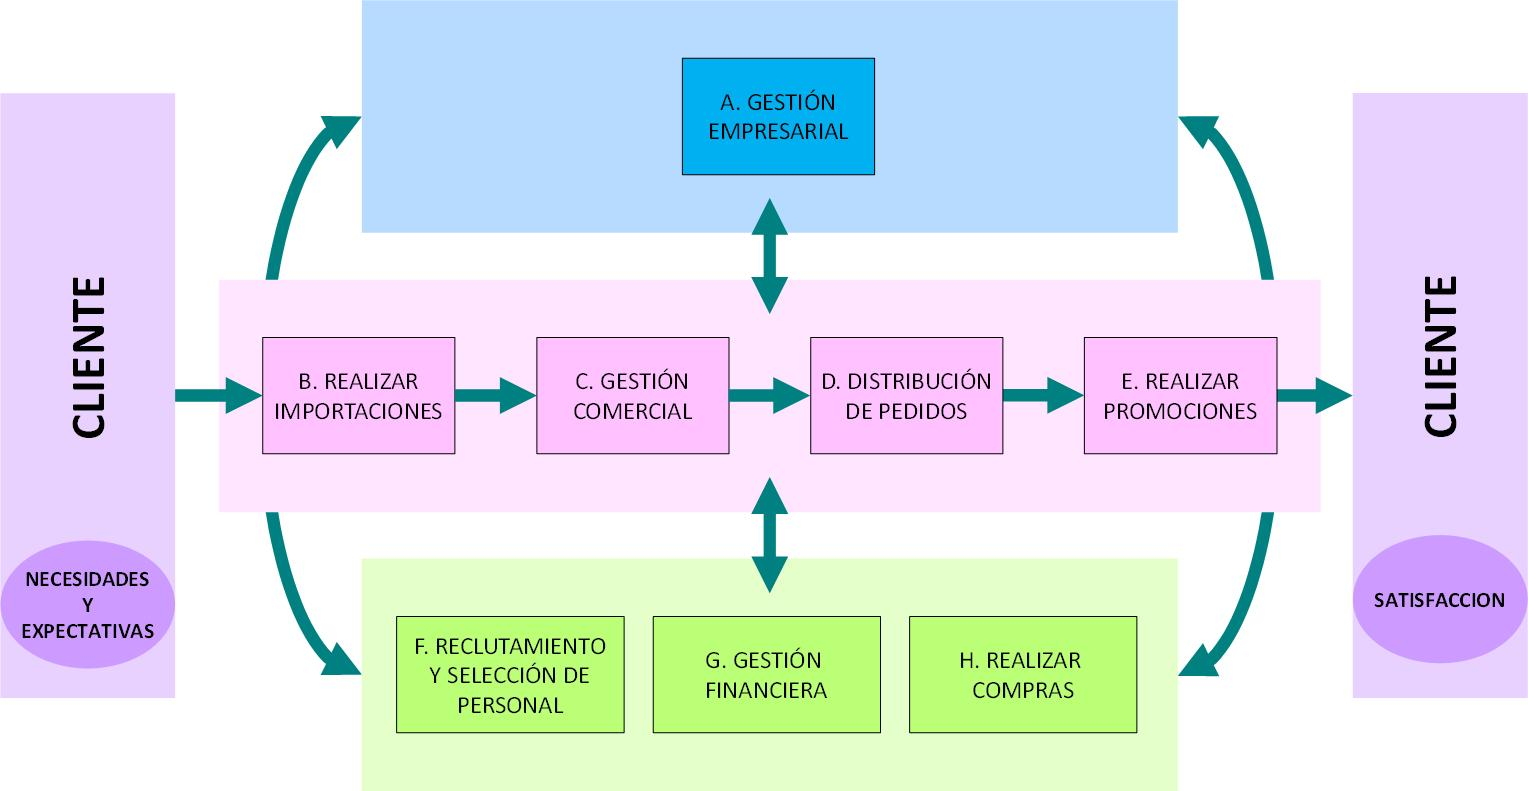 A. GESTIÓN
EMPRESARIAL
CLIENTE
NECESIDADES
Y
EXPECTATIVAS
B. REALIZAR
IMPORTACIONES
C. GESTIÓN
COMERCIAL
D. DISTRIBUCIÓN
DE PEDIDOS
E. REALIZAR
PROMOCIONES
CLIENTE
SATISFACCION
F. RECLUTAMIENTO
Y SELECCIÓN DE
PERSONAL
G. GESTIÓN
FINANCIERA
H. REALIZAR
COMPRAS